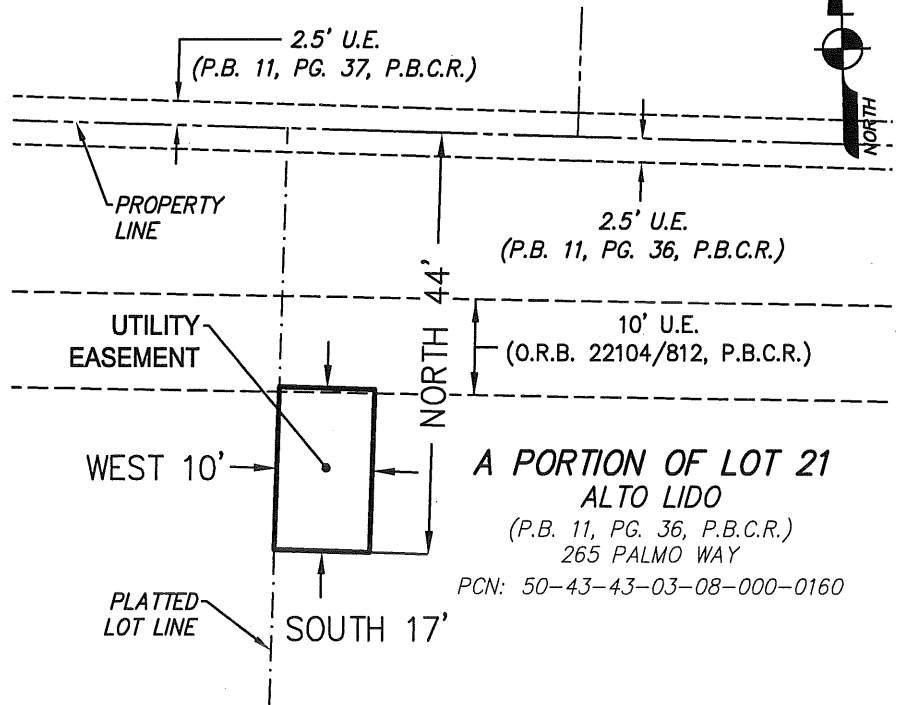 2.5' U.E.
(P.B. 11, PG. 37, P.B.C.R.)
NORTH
PROPERTY
LINE
2.5' U.E.
(P.B. 11, PG. 36, P.B.C.R.)
NORTH 44'
UTILITY
EASEMENT
10' U.E.
(O.R.B. 22104/812, P.B.C.R.)
WEST 10'
A PORTION OF LOT 21
ALTO LIDO
(P.B. 11, PG. 36, P.B.C.R.)
265 PALMO WAY
PCN: 50-43-43-03-08-000-0160
PLATTED
LOT LINE
SOUTH 17'